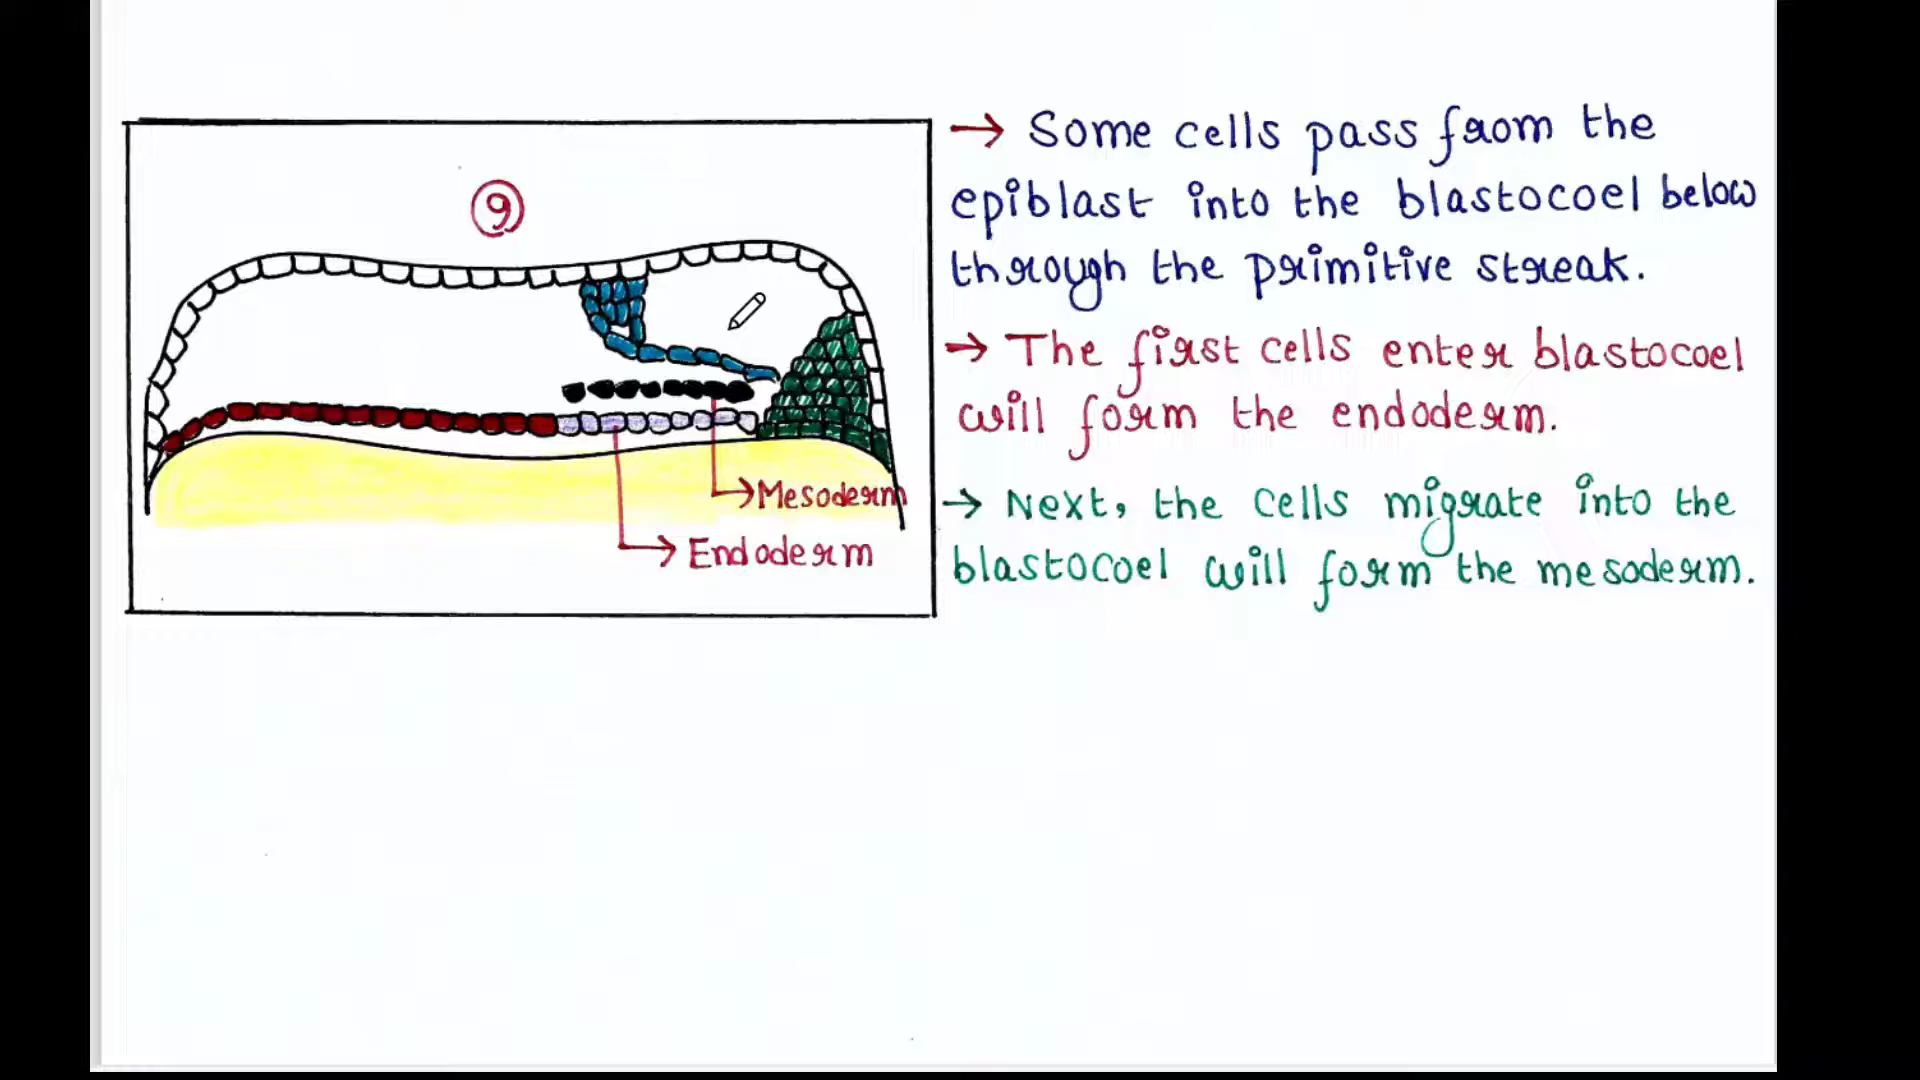 9
Mesoderm
Endoderm
→ Some cells pass from the
epiblast into the blastocoel below
through the primitive streak.
→ The first cells enter blastocoel
will form the endoderm.
→ Next, the cells migrate into the
blastocoel will form the mesoderm.